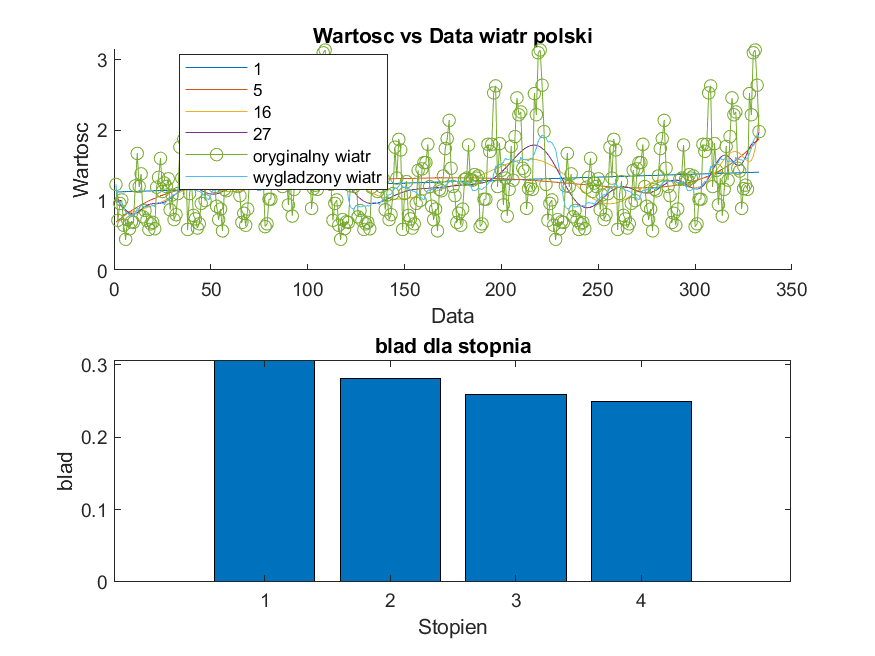 Wartosc vs Data wiatr polski
3
2
1
0
Wartosc
1
5
16
27
oryginalny wiatr
wygladzony wiatr
0 50 100 150 200 250 300 350
Data
blad dla stopnia
0.3
0.2
0.1
0
blad
1 2 3 4
Stopien